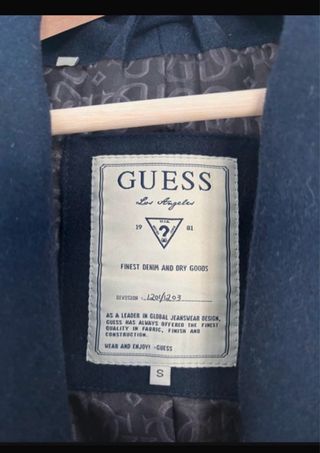 GUESS
Los Angeles
U.S.A.
?
19 81
FINEST DENIM AND DRY GOODS
DIVISION : 1201/1203
AS A LEADER IN GLOBAL JEANSWEAR DESIGN,
GUESS HAS ALWAYS OFFERED THE FINEST
QUALITY IN FABRIC, FINISH AND
CONSTRUCTION.
WEAR AND ENJOY! >GUESS
S